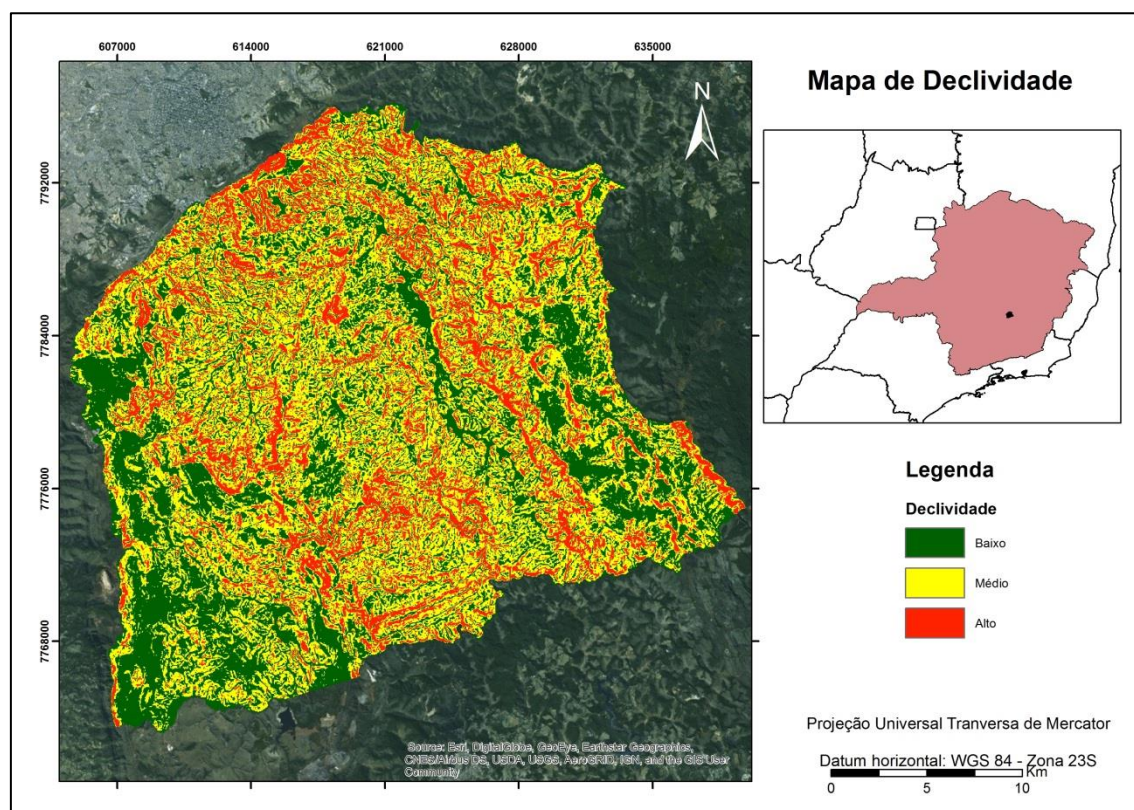 607000 614000 621000 628000 635000
Mapa de Declividade
N
7792000
7784000
7776000
7768000
Legenda
Declividade
Baixo
Médio
Alto
Projeção Universal Tranversa de Mercator
Datum horizontal: WGS 84 - Zona 23S
Km
0 5 10
Source: Esri, DigitalGlobe, GeoEye, Earthstar Geographics,
CNES/Airbus DS, USDA, USGS, AeroGRID, IGN, and the GIS User
Community